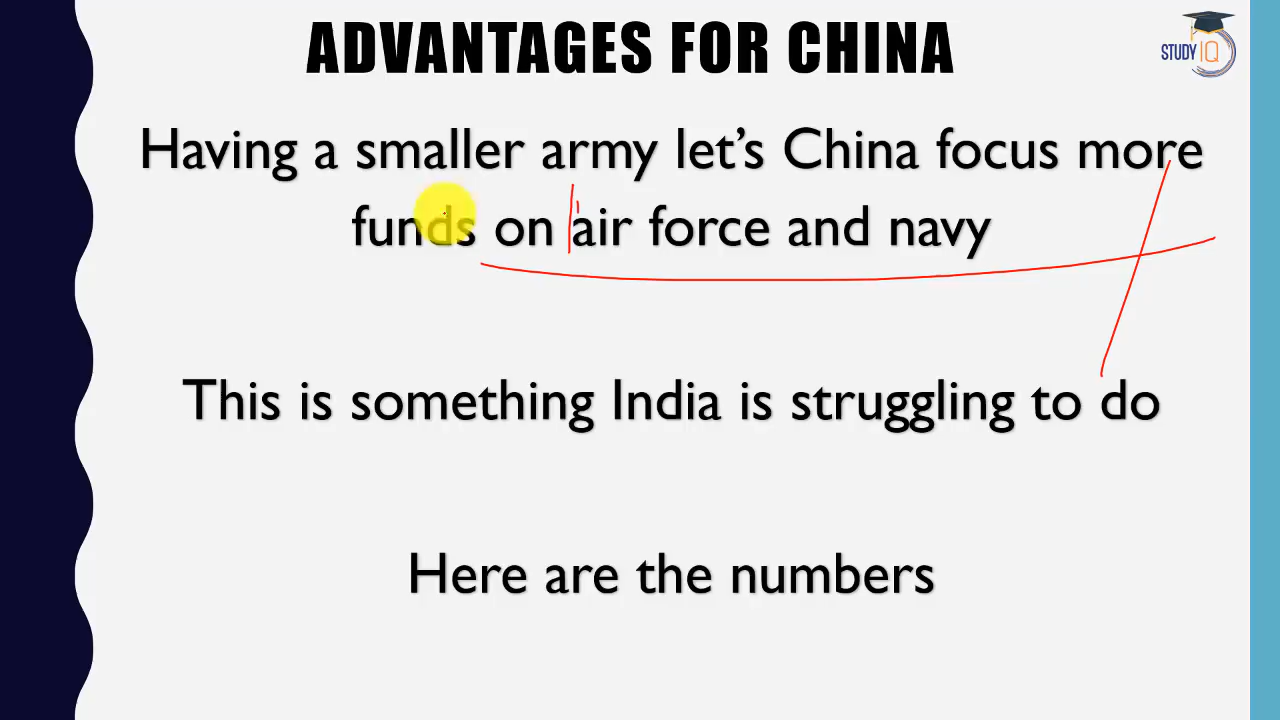 ADVANTAGES FOR CHINA
STUDY IQ
Having a smaller army let's China focus more
funds on air force and navy
This is something India is struggling to do
Here are the numbers